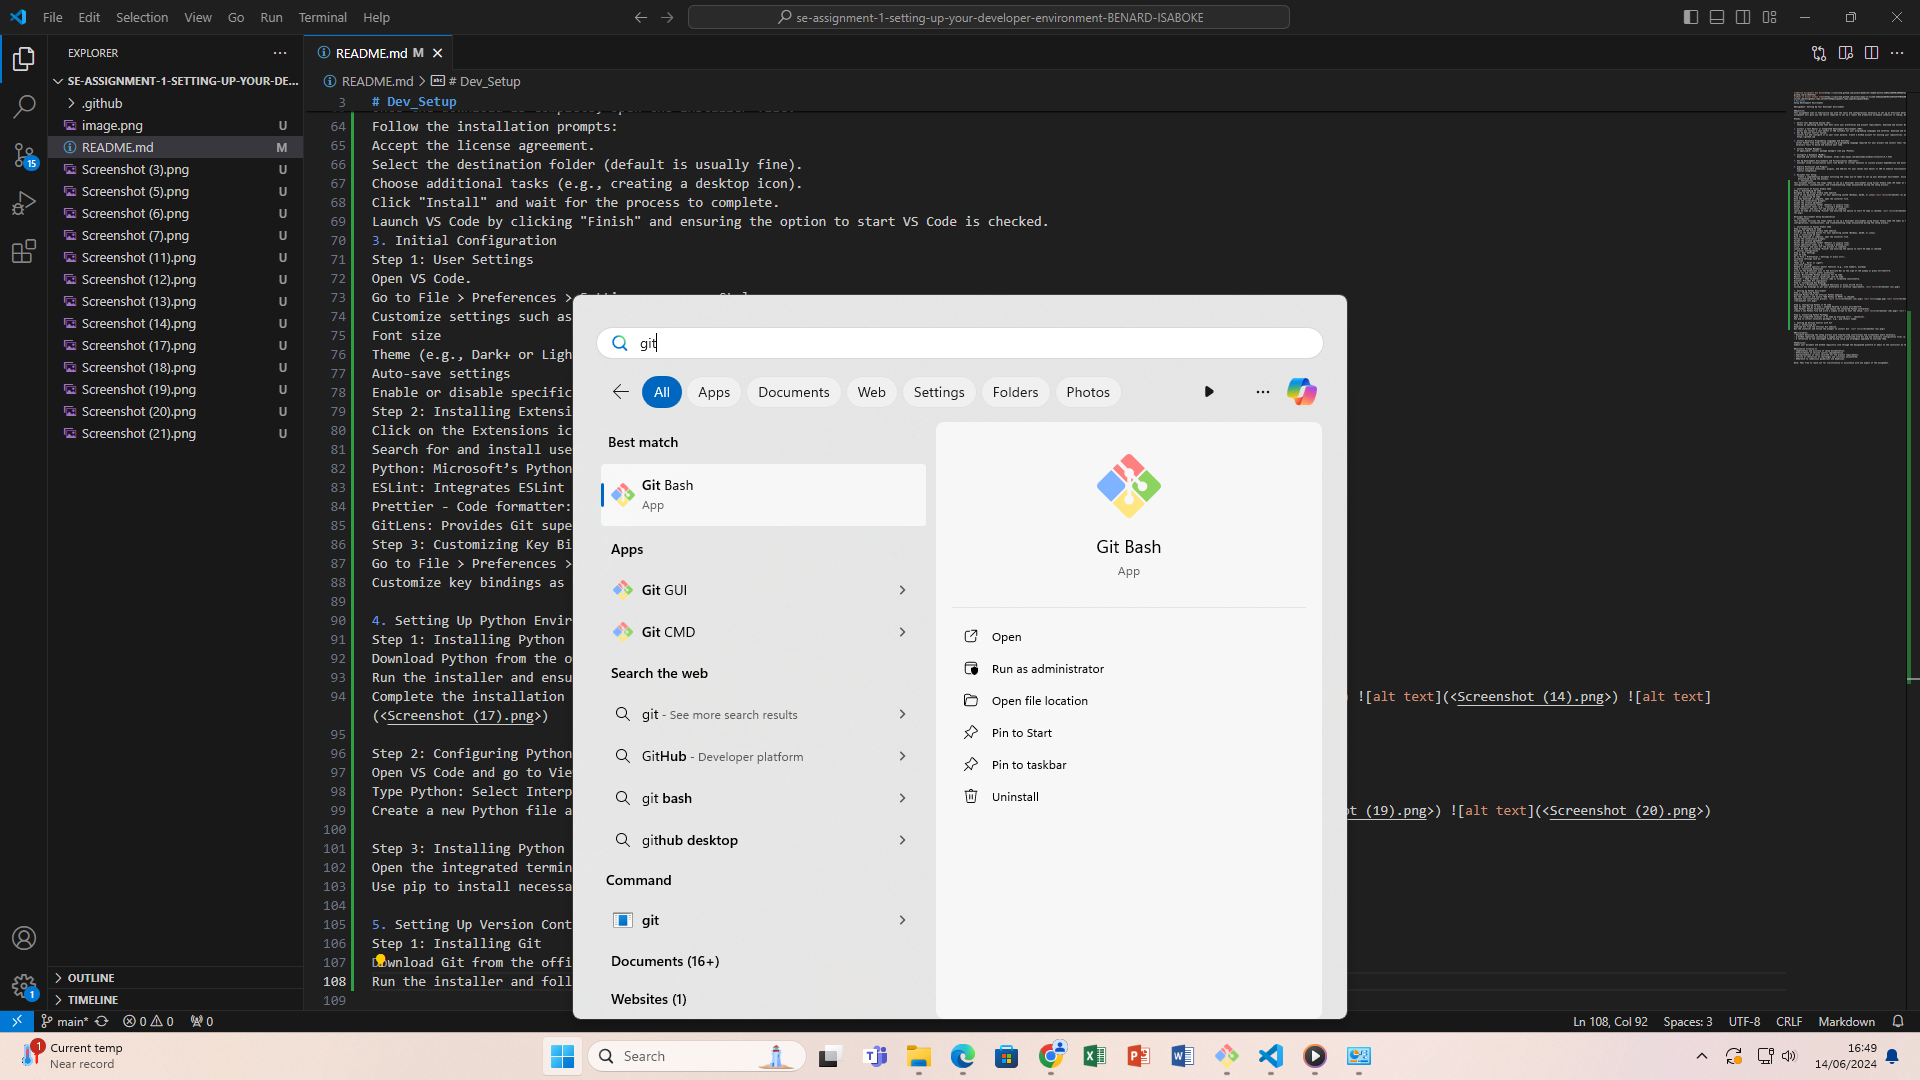 File Edit Selection View Go Run Terminal Help
se-assignment-1-setting-up-your-developer-environment-BENARD-ISABOKE
EXPLORER
SE-ASSIGNMENT-1-SETTING-UP-YOUR-DE...
.github
image.png U
README.md M
Screenshot (3).png U
Screenshot (5).png U
Screenshot (6).png U
Screenshot (7).png U
Screenshot (11).png U
Screenshot (12).png U
Screenshot (13).png U
Screenshot (14).png U
Screenshot (17).png U
Screenshot (18).png U
Screenshot (19).png U
Screenshot (20).png U
Screenshot (21).png U
OUTLINE
TIMELINE
15
1
README.md M
README.md > # Dev_Setup
3 # Dev_Setup
64 Follow the installation prompts:
65 Accept the license agreement.
66 Select the destination folder (default is usually fine).
67 Choose additional tasks (e.g., creating a desktop icon).
68 Click "Install" and wait for the process to complete.
69 Launch VS Code by clicking "Finish" and ensuring the option to start VS Code is checked.
70 3. Initial Configuration
71 Step 1: User Settings
72 Open VS Code.
73 Go to File > Preferences >
74 Customize settings such as
75 Font size
76 Theme (e.g., Dark+ or Ligh
77 Auto-save settings
78 Enable or disable specific
79 Step 2: Installing Extensi
80 Click on the Extensions ic
81 Search for and install use
82 Python: Microsoft’s Python
83 ESLint: Integrates ESLint
84 Prettier - Code formatter:
85 GitLens: Provides Git supe
86 Step 3: Customizing Key Bi
87 Go to File > Preferences >
88 Customize key bindings as
89
90 4. Setting Up Python Envir
91 Step 1: Installing Python
92 Download Python from the o
93 Run the installer and ensu
94 Complete the installation ) ![alt text](<Screenshot (14).png>) ![alt text]
(<Screenshot (17).png>)
95
96 Step 2: Configuring Python
97 Open VS Code and go to Vie
98 Type Python: Select Interp
99 Create a new Python file a ot (19).png>) ![alt text](<Screenshot (20).png>)
100
101 Step 3: Installing Python
102 Open the integrated termin
103 Use pip to install necessa
104
105 5. Setting Up Version Cont
106 Step 1: Installing Git
107 Download Git from the offi
108 Run the installer and foll
109
git
All Apps Documents Web Settings Folders Photos
Best match
Git Bash
App
Apps
Git GUI
Git CMD
Search the web
git - See more search results
GitHub - Developer platform
git bash
github desktop
Command
git
Documents (16+)
Websites (1)
Git Bash
App
Open
Run as administrator
Open file location
Pin to Start
Pin to taskbar
Uninstall
main* 0 0 0
Ln 108, Col 92 Spaces: 3 UTF-8 CRLF Markdown
1
Current temp
Near record
Search
16:49
14/06/2024